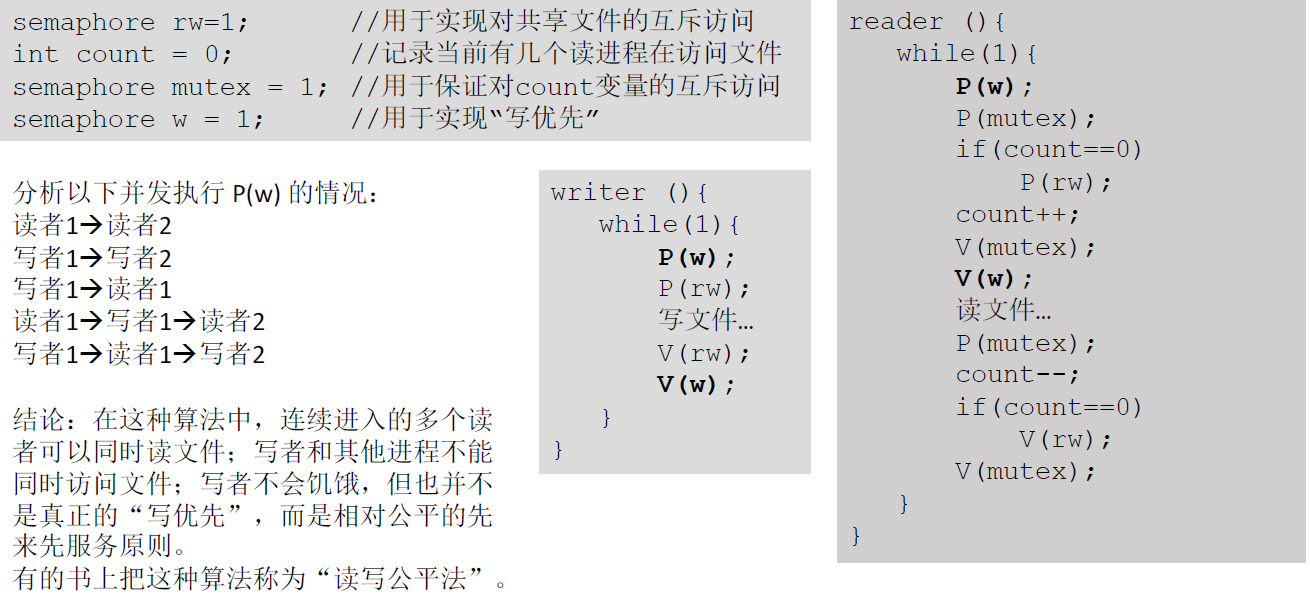 semaphore rw=1; //用于实现对共享文件的互斥访问
int count = 0; //记录当前有几个读进程在访问文件
semaphore mutex = 1; //用于保证对count变量的互斥访问
semaphore w = 1; //用于实现“写优先”
分析以下并发执行 P(w) 的情况：
读者1→读者2
写者1→写者2
写者1→读者1
读者1→写者1→读者2
写者1→读者1→写者2
结论：在这种算法中，连续进入的多个读
者可以同时读文件；写者和其他进程不能
同时访问文件；写者不会饥饿，但也并不
是真正的“写优先”，而是相对公平的先
来先服务原则。
有的书上把这种算法称为“读写公平法”。
writer (){
while(1){
P(w);
P(rw);
写文件…
V(rw);
V(w);
}
}
reader (){
while(1){
P(w);
P(mutex);
if(count==0)
P(rw);
count++;
V(mutex);
V(w);
读文件…
P(mutex);
count--;
if(count==0)
V(rw);
V(mutex);
}
}